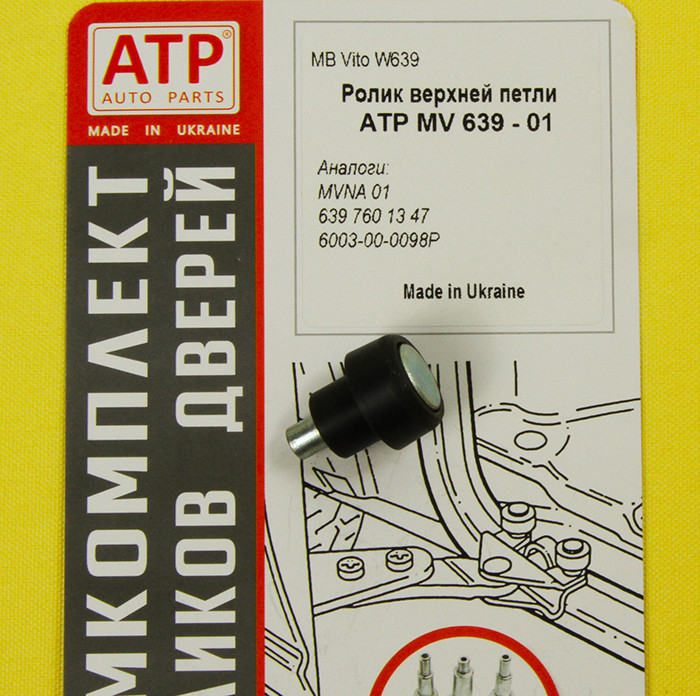 ATP®
AUTO PARTS
MADE IN UKRAINE
MB Vito W639
Ролик верхней петли
ATP MV 639 - 01
Аналоги:
MVNA 01
639 760 13 47
6003-00-0098P
Made in Ukraine
МКОМПЛЕКТ
ИКОВ ДВЕРЕЙ